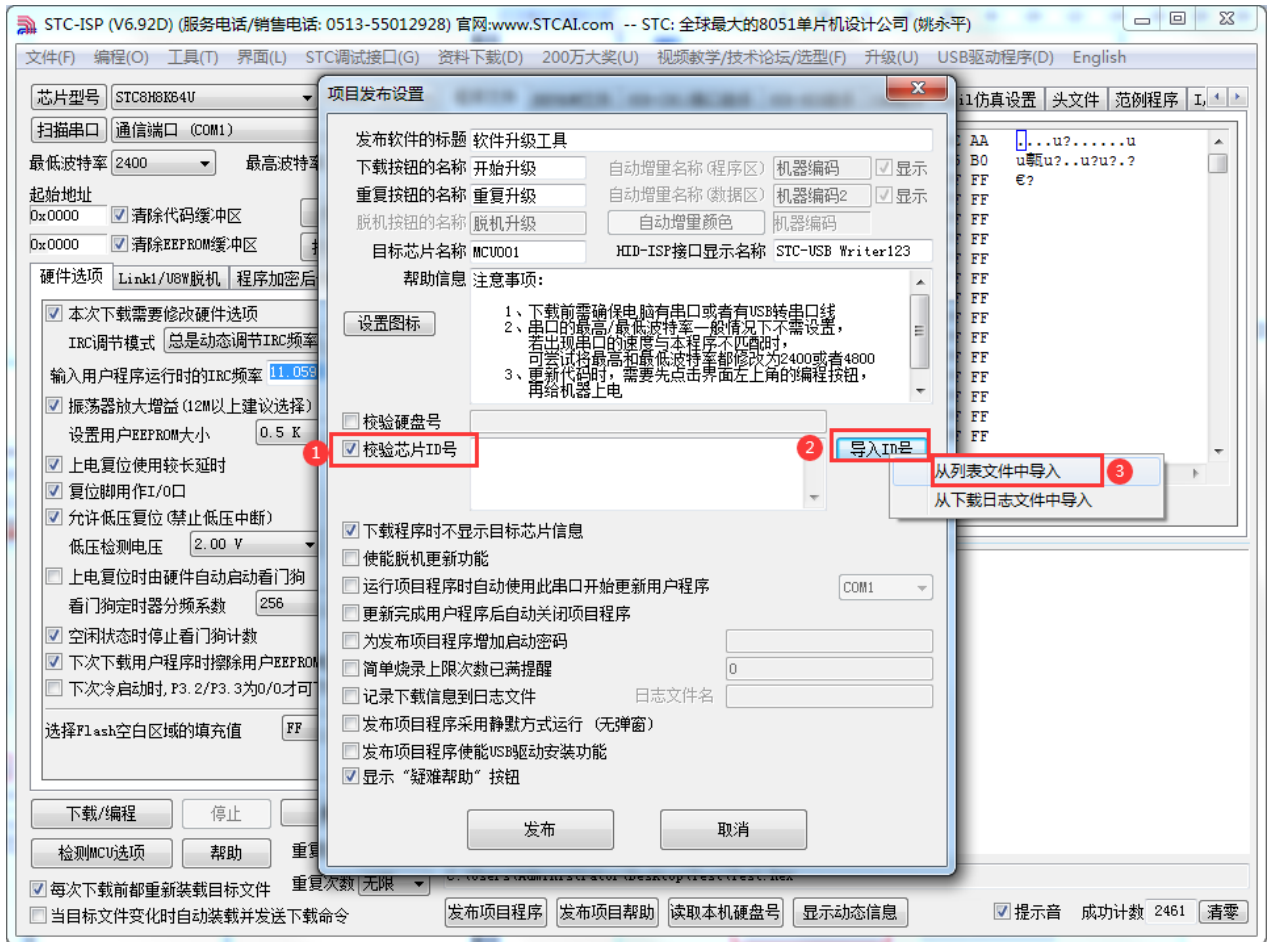 STC-ISP (V6.92D) (服务电话/销售电话: 0513-55012928) 官网:www.STCAI.com -- STC: 全球最大的8051单片机设计公司 (姚永平)
文件(F) 编程(O) 工具(T) 界面(L) STC调试接口(G) 资料下载(D) 200万大奖(U) 视频教学/技术论坛/选型(F) 升级(U) USB驱动程序(D) English
芯片型号 STC8H8K64U
扫描串口 通信端口 (COM1)
最低波特率 2400 最高波特率
起始地址
0x0000 清除代码缓冲区
0x0000 清除EEPROM缓冲区
硬件选项 Link1/U8W脱机 程序加密后
本次下载需要修改硬件选项
IRC调节模式 总是动态调节IRC频率
输入用户程序运行时的IRC频率 11.059
振荡器放大增益(12M以上建议选择)
设置用户EEPROM大小 0.5 K
上电复位使用较长延时
复位脚用作I/O口
允许低压复位(禁止低压中断)
低压检测电压 2.00 V
上电复位时由硬件自动启动看门狗
看门狗定时器分频系数 256
空闲状态时停止看门狗计数
下次下载用户程序时擦除用户EEPROM
下次冷启动时,P3.2/P3.3为0/0才可
选择Flash空白区域的填充值 FF
下载/编程 停止
检测MCU选项 帮助
每次下载前都重新装载目标文件 重复次数 无限
当目标文件变化时自动装载并发送下载命令
项目发布设置
发布软件的标题 软件升级工具
下载按钮的名称 开始升级 自动增量名称(程序区) 机器编码 显示
重复按钮的名称 重复升级 自动增量名称(数据区) 机器编码2 显示
脱机按钮的名称 脱机升级 自动增量颜色 机器编码
目标芯片名称 MCU001 HID-ISP接口显示名称 STC-USB Writer123
帮助信息 注意事项:
设置图标
1、下载前需确保电脑有串口或者有USB转串口线
2、串口的最高/最低波特率一般情况下不需设置,
若出现串口的速度与本程序不匹配时,
可尝试将最高和最低波特率都修改为2400或者4800
3、更新代码时,需要先点击界面左上角的编程按钮,
再给机器上电
校验硬盘号
1 校验芯片ID号 2 导入ID号
从列表文件中导入 3
从下载日志文件中导入
下载程序时不显示目标芯片信息
使能脱机更新功能
运行项目程序时自动使用此串口开始更新用户程序 COM1
更新完成用户程序后自动关闭项目程序
为发布项目程序增加启动密码
简单烧录上限次数已满提醒 0
记录下载信息到日志文件 日志文件名
发布项目程序采用静默方式运行 (无弹窗)
发布项目程序使能USB驱动安装功能
显示 “疑难帮助” 按钮
发布 取消
仿真设置 头文件 范例程序
AA ....u?......u
B0
FF €?
FF
FF
FF
FF
FF
FF
FF
FF
FF
FF
FF
FF
FF
发布项目程序 发布项目帮助 读取本机硬盘号 显示动态信息 提示音 成功计数 2461 清零